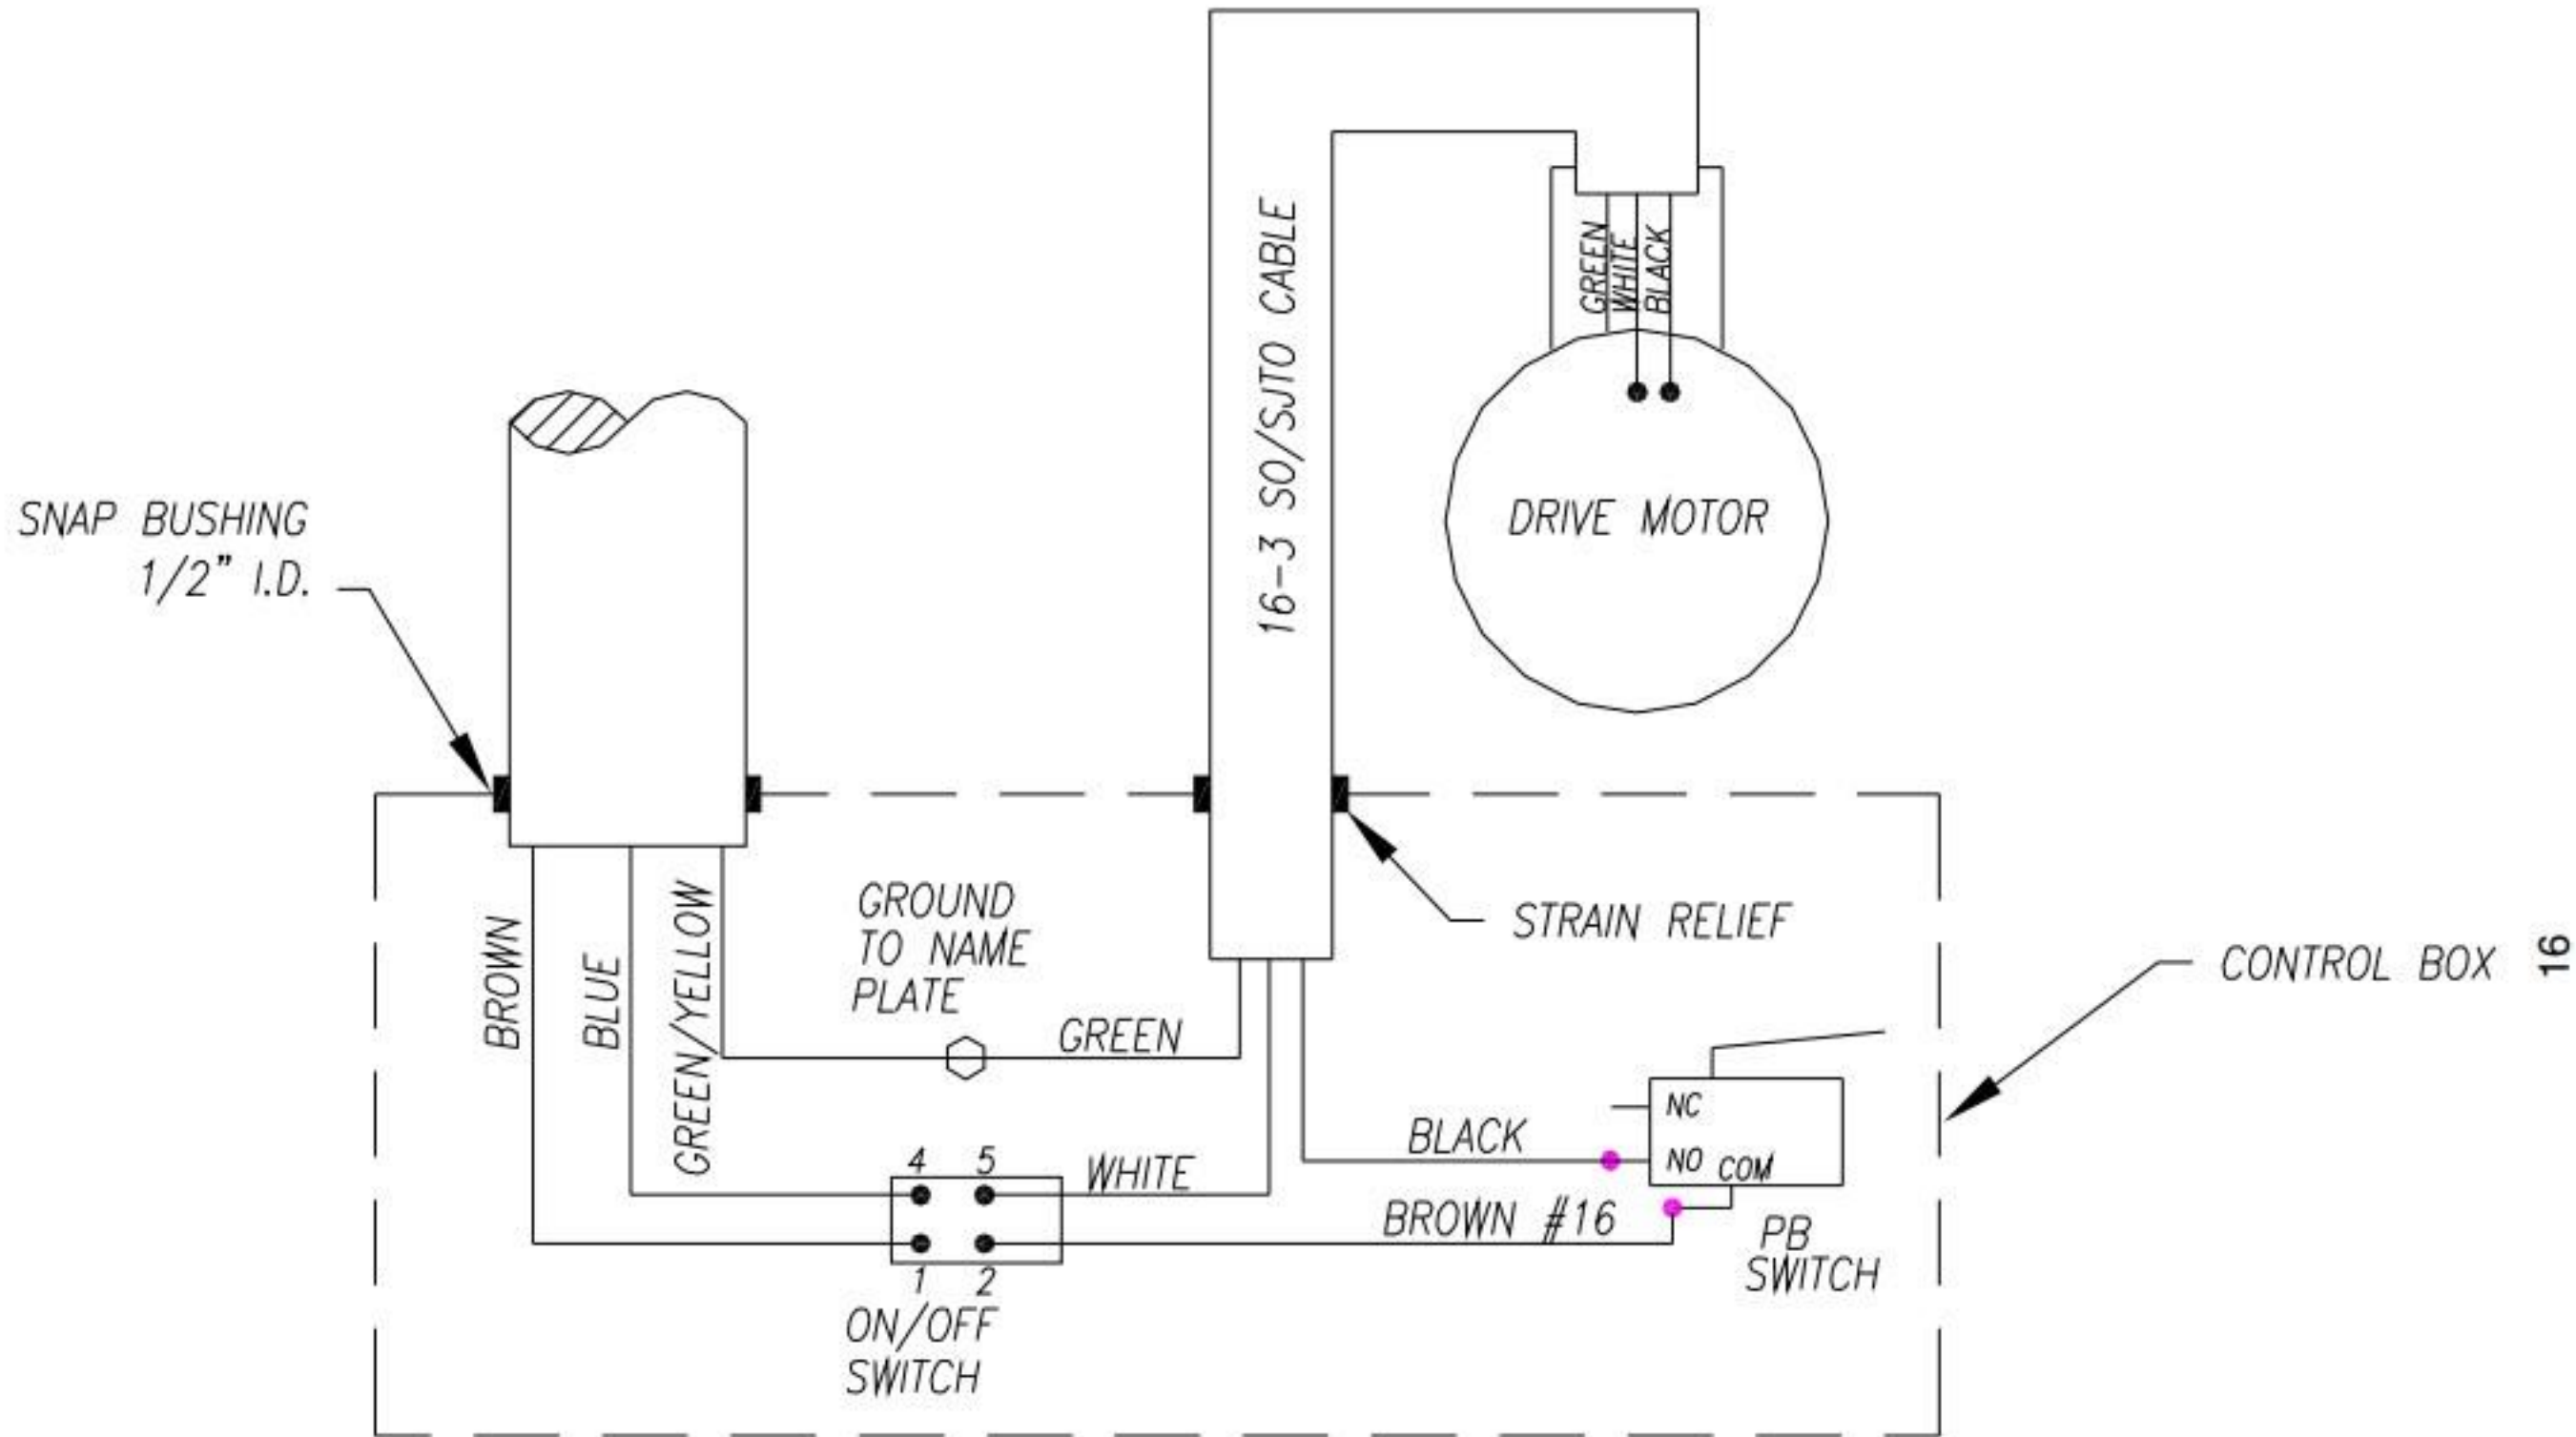 GREEN
WHITE
BLACK
16-3 SO/SJTO CABLE
DRIVE MOTOR
SNAP BUSHING
1/2" I.D.
STRAIN RELIEF
CONTROL BOX
16
BROWN
BLUE
GREEN/YELLOW
GROUND
TO NAME
PLATE
GREEN
NC
NO COM
BLACK
4 5
WHITE
BROWN #16
PB
SWITCH
1 2
ON/OFF
SWITCH